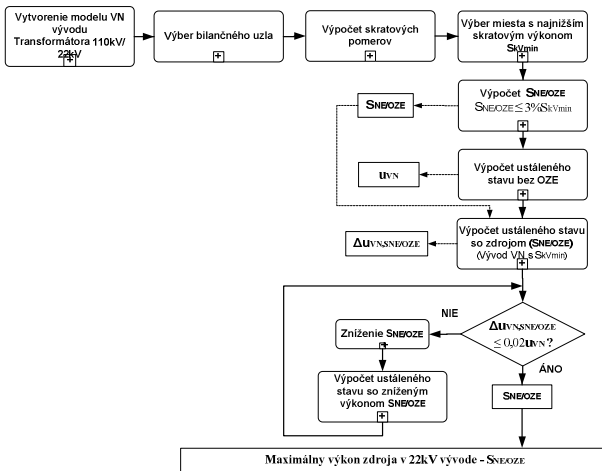 Vytvorenie modelu VN
vývodu
Transformátora 110kV/
22kV
Výber bilančného uzla
Výpočet skratových
pomerov
Výber miesta s najnižším
skratovým výkonom
SkVmin
Výpočet SNE/OZE
SNE/OZE ≤ 3%SkVmin
SNE/OZE
Výpočet ustáleného
stavu bez OZE
uVN
Výpočet ustáleného stavu
so zdrojom (SNE/OZE)
(Vývod VN s SkVmin)
ΔuVN,SNE/OZE
NIE
ΔuVN,SNE/OZE
≤ 0,02uVN ?
Zníženie SNE/OZE
ÁNO
Výpočet ustáleného
stavu so zníženým
výkonom SNE/OZE
SNE/OZE
Maximálny výkon zdroja v 22kV vývode - SNE/OZE